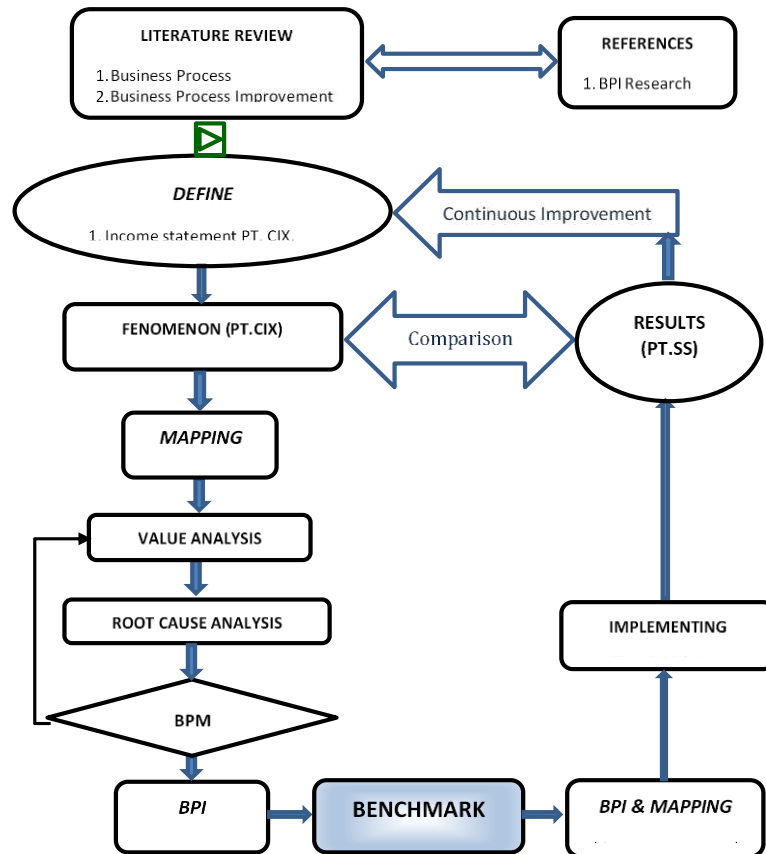 LITERATURE REVIEW
1. Business Process
2. Business Process Improvement
REFERENCES
1. BPI Research
DEFINE
1. Income statement PT. CIX.
Continuous Improvement
FENOMENON (PT.CIX)
Comparison
RESULTS
(PT.SS)
MAPPING
VALUE ANALYSIS
ROOT CAUSE ANALYSIS
IMPLEMENTING
BPM
BPI
BENCHMARK
BPI & MAPPING